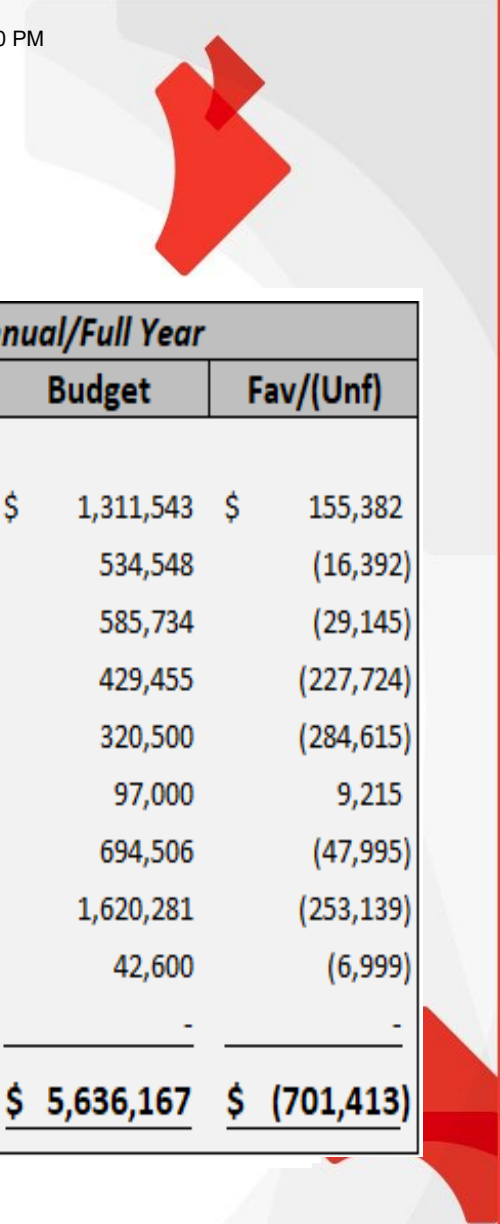 0 PM
nnual/Full Year
Budget Fav/(Unf)
$ 1,311,543 $ 155,382
534,548 (16,392)
585,734 (29,145)
429,455 (227,724)
320,500 (284,615)
97,000 9,215
694,506 (47,995)
1,620,281 (253,139)
42,600 (6,999)
- -
$ 5,636,167 $ (701,413)